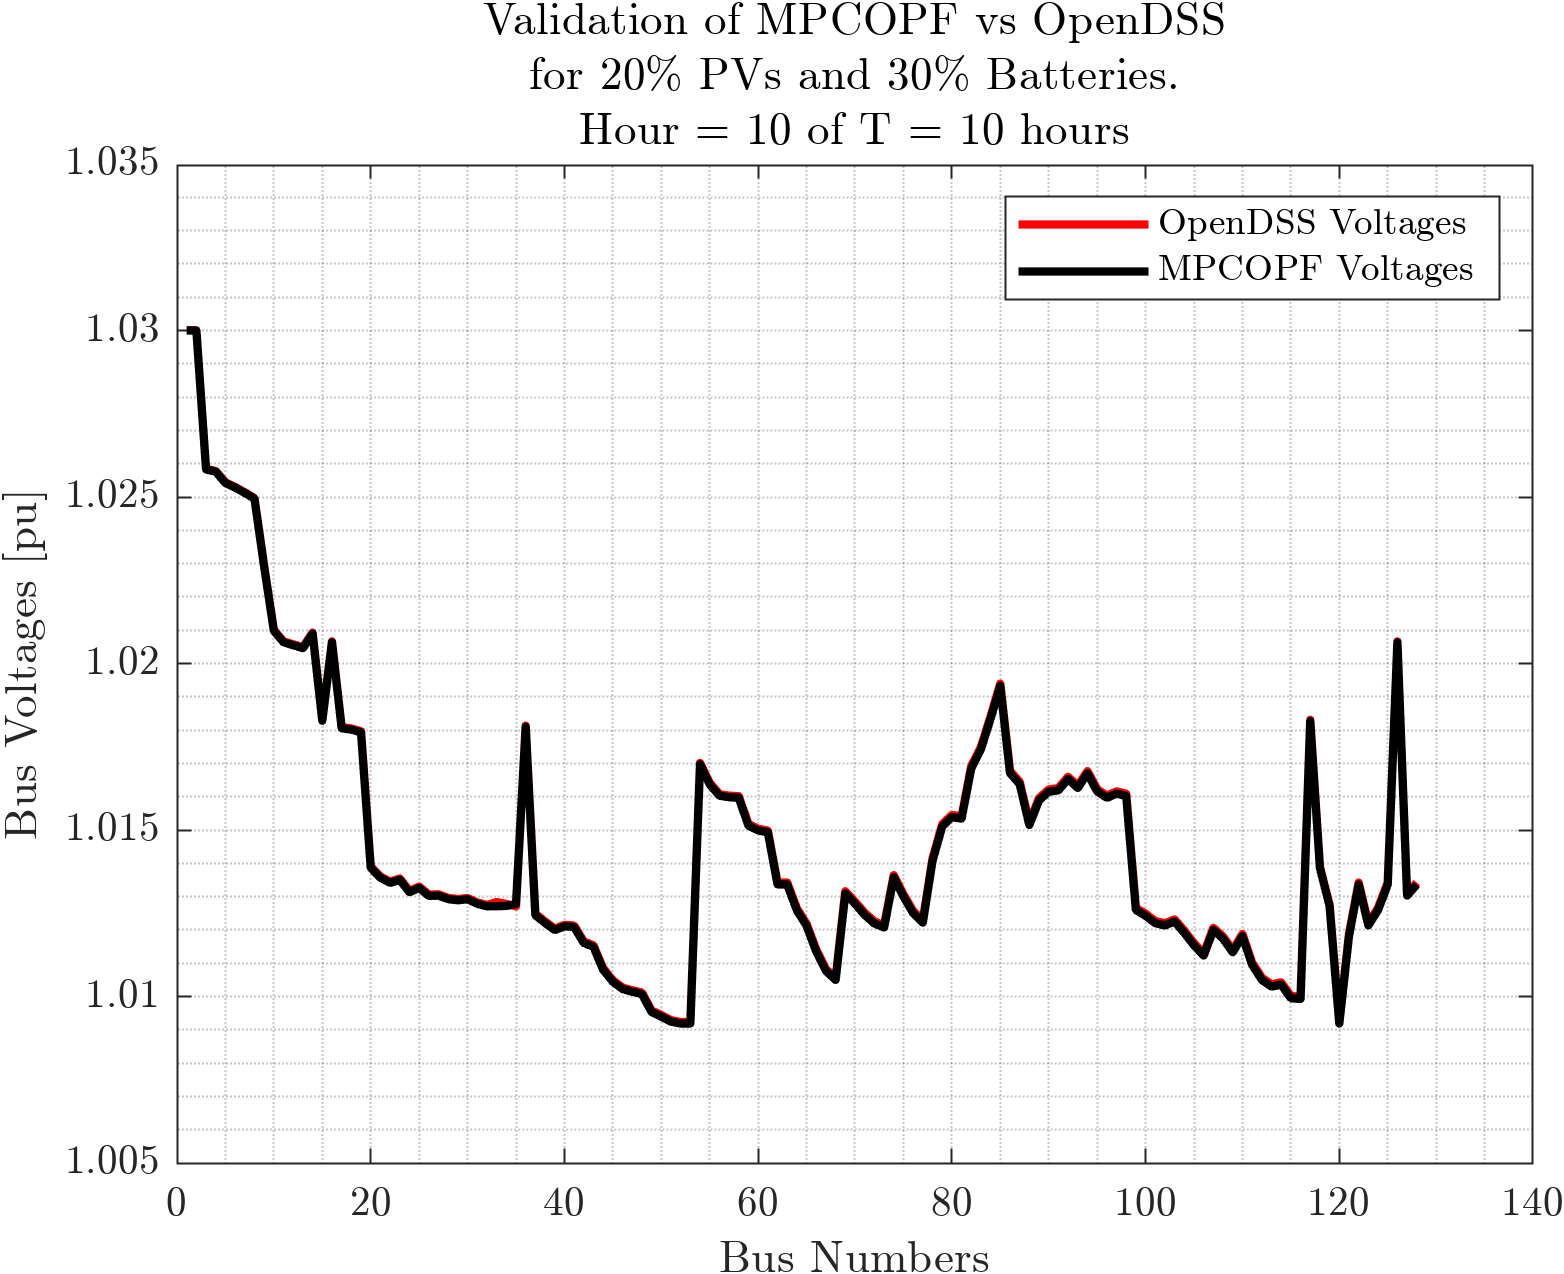 Validation of MPCOPF vs OpenDSS
for 20% PVs and 30% Batteries.
Hour = 10 of T = 10 hours
OpenDSS Voltages
MPCOPF Voltages
Bus Voltages [pu]
1.035
1.03
1.025
1.02
1.015
1.01
1.005
0 20 40 60 80 100 120 140
Bus Numbers